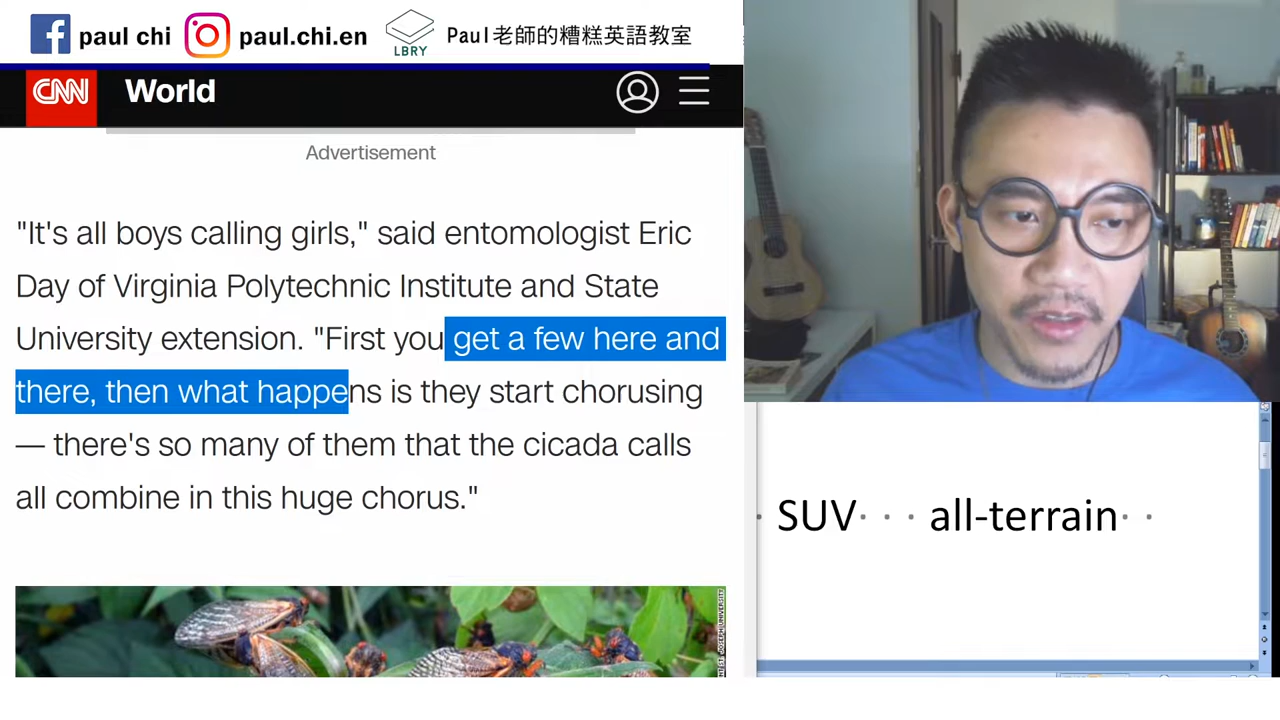 paul chi
paul.chi.en
LBRY
Paul老師的糟糕英語教室
CNN
World
Advertisement
"It's all boys calling girls," said entomologist Eric
Day of Virginia Polytechnic Institute and State
University extension. "First you get a few here and
there, then what happens is they start chorusing
— there's so many of them that the cicada calls
all combine in this huge chorus."
SUV all-terrain